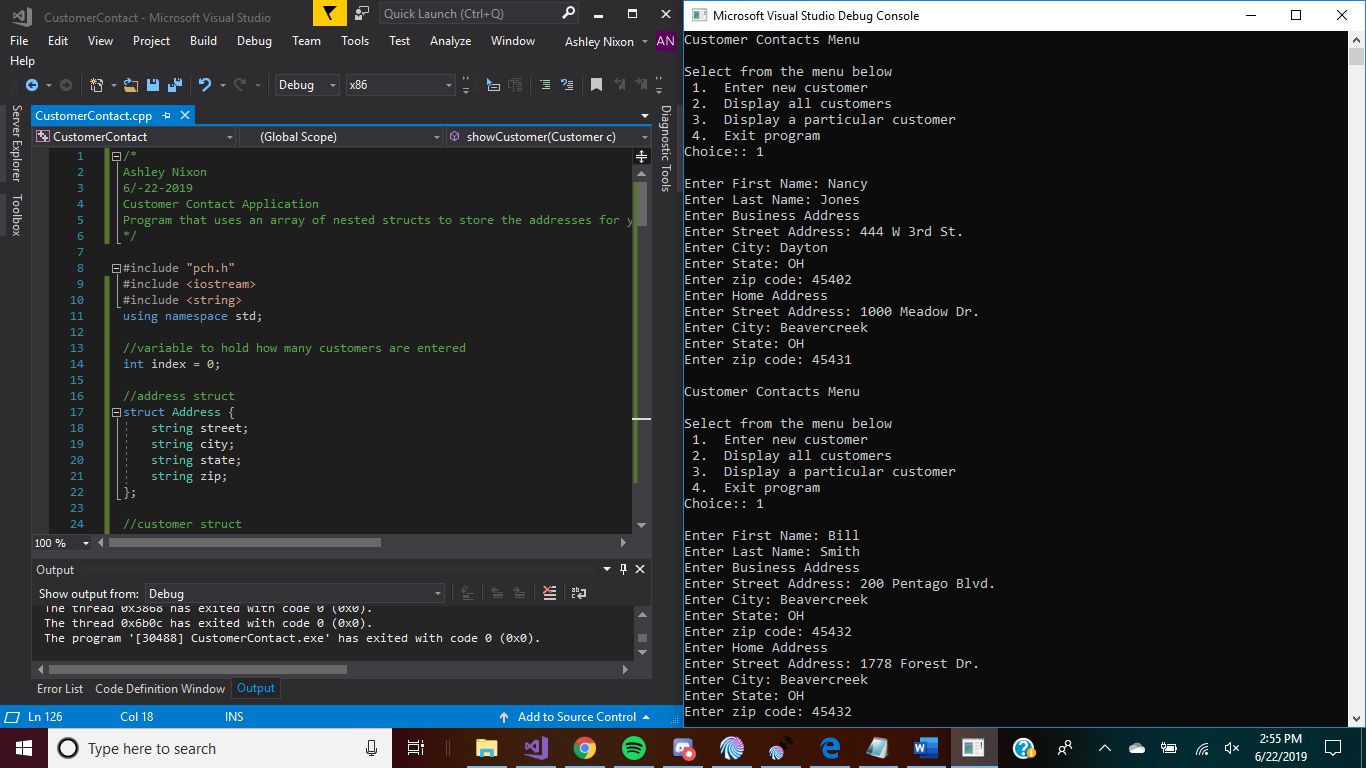 CustomerContact - Microsoft Visual Studio
Quick Launch (Ctrl+Q)
File Edit View Project Build Debug Team Tools Test Analyze Window Ashley Nixon AN
Help
Debug x86
Server Explorer
Toolbox
CustomerContact.cpp
CustomerContact (Global Scope) showCustomer(Customer c)
Diagnostic Tools
1 /*
2 Ashley Nixon
3 6/-22-2019
4 Customer Contact Application
5 Program that uses an array of nested structs to store the addresses for y
6 */
7
8 #include "pch.h"
9 #include <iostream>
10 #include <string>
11 using namespace std;
12
13 //variable to hold how many customers are entered
14 int index = 0;
15
16 //address struct
17 struct Address {
18 string street;
19 string city;
20 string state;
21 string zip;
22 };
23
24 //customer struct
100 %
Output
Show output from: Debug
The thread 0x3868 has exited with code 0 (0x0).
The thread 0x6b0c has exited with code 0 (0x0).
The program '[30488] CustomerContact.exe' has exited with code 0 (0x0).
Error List Code Definition Window Output
Ln 126 Col 18 INS Add to Source Control
Microsoft Visual Studio Debug Console
Customer Contacts Menu
Select from the menu below
1. Enter new customer
2. Display all customers
3. Display a particular customer
4. Exit program
Choice:: 1
Enter First Name: Nancy
Enter Last Name: Jones
Enter Business Address
Enter Street Address: 444 W 3rd St.
Enter City: Dayton
Enter State: OH
Enter zip code: 45402
Enter Home Address
Enter Street Address: 1000 Meadow Dr.
Enter City: Beavercreek
Enter State: OH
Enter zip code: 45431
Customer Contacts Menu
Select from the menu below
1. Enter new customer
2. Display all customers
3. Display a particular customer
4. Exit program
Choice:: 1
Enter First Name: Bill
Enter Last Name: Smith
Enter Business Address
Enter Street Address: 200 Pentago Blvd.
Enter City: Beavercreek
Enter State: OH
Enter zip code: 45432
Enter Home Address
Enter Street Address: 1778 Forest Dr.
Enter City: Beavercreek
Enter State: OH
Enter zip code: 45432
Type here to search
2:55 PM
6/22/2019